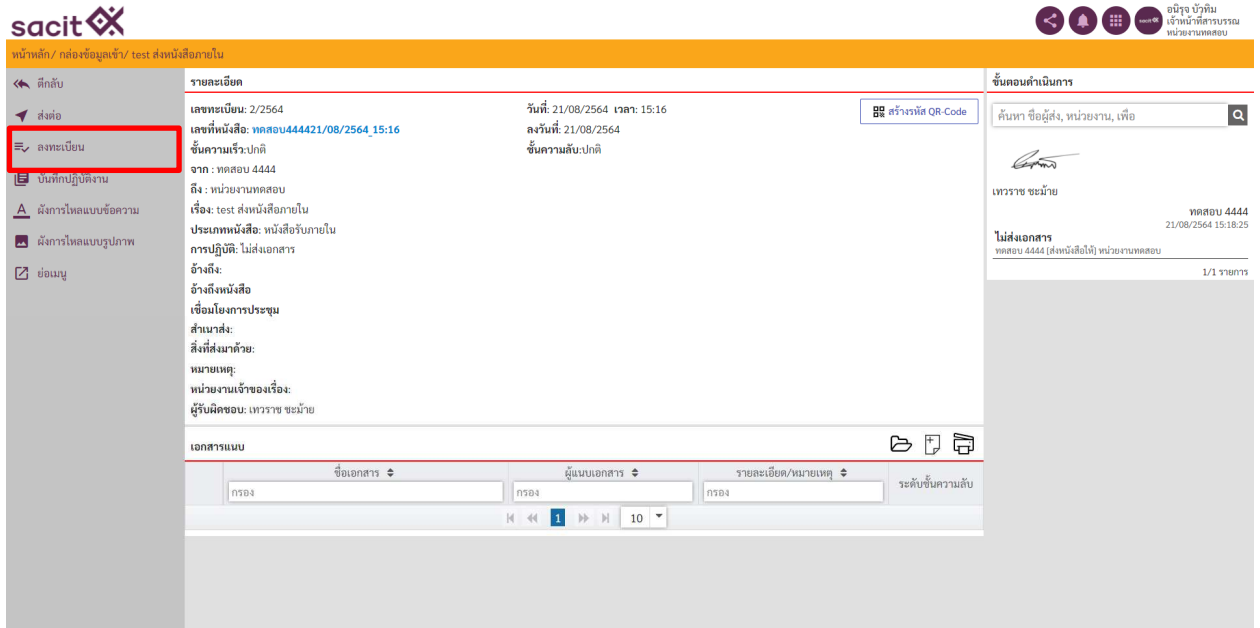 sacit
อนิรุจ บัวทิม
เจ้าหน้าที่สารบรรณ
หน่วยงานทดสอบ
หน้าหลัก/ กล่องข้อมูลเข้า/ test ส่งหนังสือภายใน
ตีกลับ
ส่งต่อ
ลงทะเบียน
บันทึกปฏิบัติงาน
ผังการไหลแบบข้อความ
ผังการไหลแบบรูปภาพ
ย่อเมนู
รายละเอียด
เลขทะเบียน: 2/2564
วันที่: 21/08/2564 เวลา: 15:16
สร้างรหัส QR-Code
เลขที่หนังสือ: ทดสอบ444421/08/2564_15:16
ลงวันที่: 21/08/2564
ชั้นความเร็ว:ปกติ
ชั้นความลับ:ปกติ
จาก : ทดสอบ 4444
ถึง : หน่วยงานทดสอบ
เรื่อง: test ส่งหนังสือภายใน
ประเภทหนังสือ: หนังสือรับภายใน
การปฏิบัติ: ไม่ส่งเอกสาร
อ้างถึง:
อ้างถึงหนังสือ
เชื่อมโยงการประชุม
สำเนาส่ง:
สิ่งที่ส่งมาด้วย:
หมายเหตุ:
หน่วยงานเจ้าของเรื่อง:
ผู้รับผิดชอบ: เทวราช ชะม้าย
เอกสารแนบ
ชื่อเอกสาร
ผู้แนบเอกสาร
รายละเอียด/หมายเหตุ
ระดับชั้นความลับ
กรอง
กรอง
กรอง
1
10
ขั้นตอนดำเนินการ
ค้นหา ชื่อผู้ส่ง, หน่วยงาน, เพื่อ
เทวราช ชะม้าย
ทดสอบ 4444
21/08/2564 15:18:25
ไม่ส่งเอกสาร
ทดสอบ 4444 [ส่งหนังสือให้] หน่วยงานทดสอบ
1/1 รายการ